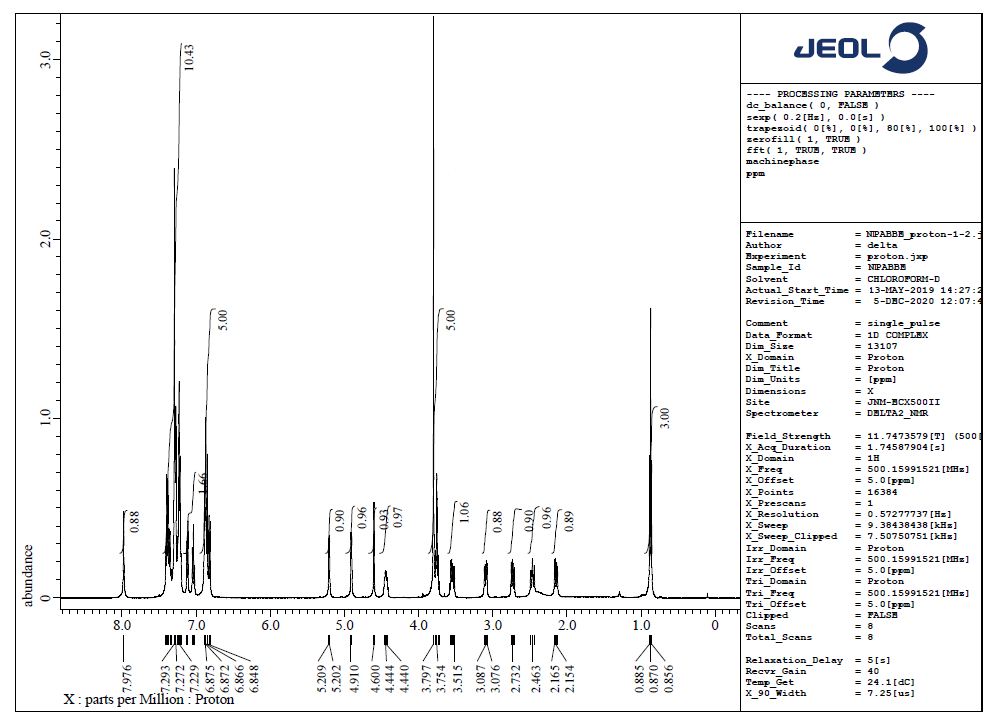 JEOL
---- PROCESSING PARAMETERS ----
dc_balance( 0, FALSE )
sexp( 0.2[Hz], 0.0[s] )
trapezoid( 0[%], 0[%], 80[%], 100[%] )
zerofill( 1, TRUE )
fft( 1, TRUE, TRUE )
machinephase
ppm
Filename = NPABBE_proton-1-2.j
Author = delta
Experiment = proton.jxp
Sample_Id = NPABBE
Solvent = CHLOROFORM-D
Actual_Start_Time = 13-MAY-2019 14:27:2
Revision_Time = 5-DEC-2020 12:07:4
Comment = single_pulse
Data_Format = 1D COMPLEX
Dim_Size = 13107
X_Domain = Proton
Dim_Title = Proton
Dim_Units = [ppm]
Dimensions = X
Site = JNM-ECX500II
Spectrometer = DELTA2_NMR
Field_Strength = 11.7473579[T] (500[
X_Acq_Duration = 1.74587904[s]
X_Domain = 1H
X_Freq = 500.15991521[MHz]
X_Offset = 5.0[ppm]
X_Points = 16384
X_Prescans = 1
X_Resolution = 0.57277737[Hz]
X_Sweep = 9.38438438[kHz]
X_Sweep_Clipped = 7.50750751[kHz]
Irr_Domain = Proton
Irr_Freq = 500.15991521[MHz]
Irr_Offset = 5.0[ppm]
Tri_Domain = Proton
Tri_Freq = 500.15991521[MHz]
Tri_Offset = 5.0[ppm]
Clipped = FALSE
Scans = 8
Total_Scans = 8
Relaxation_Delay = 5[s]
Recvr_Gain = 40
Temp_Get = 24.1[dC]
X_90_Width = 7.25[us]
abundance
3.0
2.0
1.0
0
0.88
10.43
1.66
5.00
0.90
0.96
0.93
0.97
5.00
1.06
0.88
0.90
0.96
0.89
3.00
8.0 7.0 6.0 5.0 4.0 3.0 2.0 1.0 0
7.976
7.293
7.272
7.229
6.875
6.872
6.866
6.848
5.209
5.202
4.910
4.600
4.444
4.440
3.797
3.754
3.515
3.087
3.076
2.732
2.463
2.165
2.154
0.885
0.870
0.856
X : parts per Million : Proton